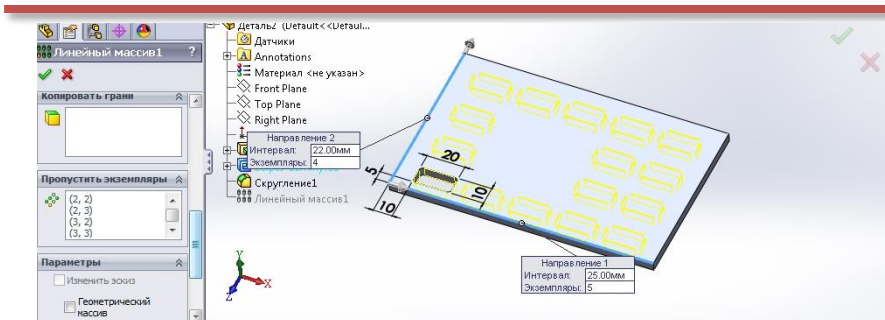 Деталь2 (Default<<Defaul...
Линейный массив1 ?
Датчики
Annotations
Материал <не указан>
Front Plane
Top Plane
Right Plane
Скругление1
Линейный массив1
Копировать грани
Пропустить экземпляры
(2, 2)
(2, 3)
(3, 2)
(3, 3)
Параметры
Изменить эскиз
Геометрический
массив
Направление 2
Интервал: 22.00мм
Экземпляры: 4
20
5
10
10
Направление 1
Интервал: 25.00мм
Экземпляры: 5
Y
X
Z